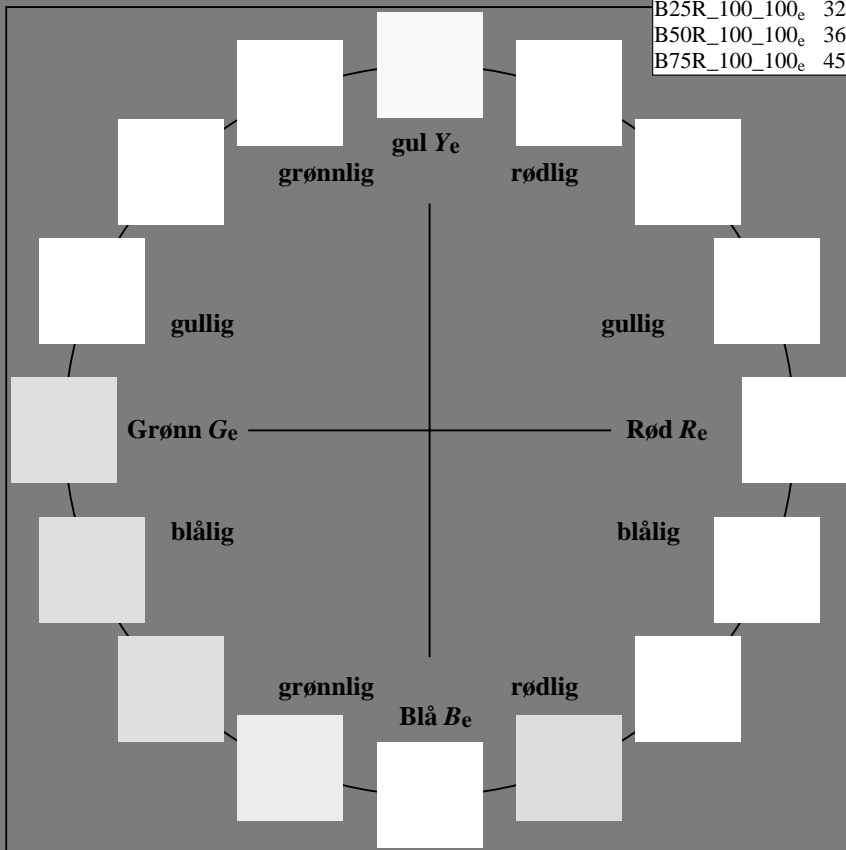 B25R_100_100e 32
B50R_100_100e 36
B75R_100_100e 45
gul Ye
grønnlig rødlig
gullig gullig
Grønn Ge Rød Re
blålig blålig
grønnlig rødlig
Blå Be